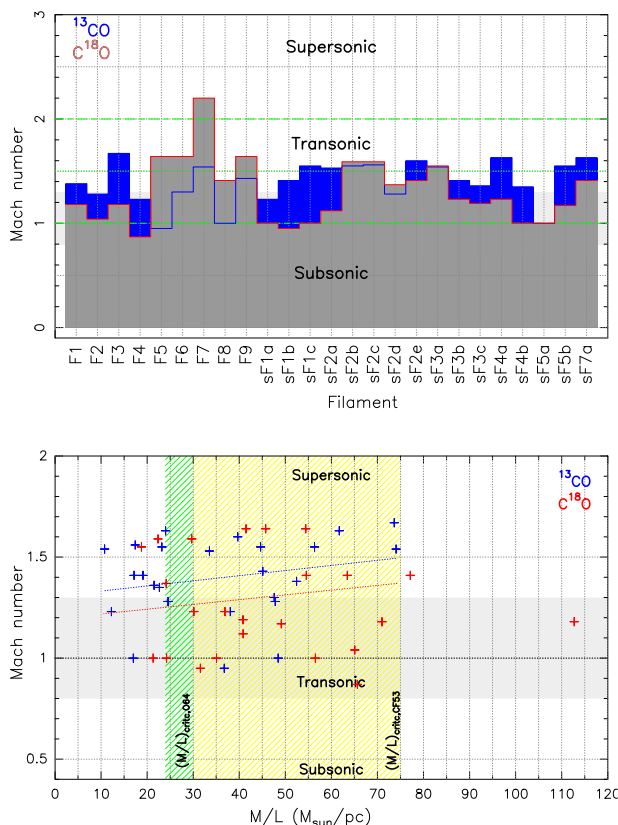 3
¹³CO
C¹⁸O
Supersonic
2
Mach number
Transonic
1
Subsonic
0
F1 F2 F3 F4 F5 F6 F7 F8 F9 sF1a sF1b sF1c sF2a sF2b sF2c sF2d sF2e sF3a sF3b sF3c sF4a sF4b sF5a sF5b sF7a
Filament
2
Supersonic
¹³CO
C¹⁸O
1.5
Mach number
1
Transonic
(M/L)critc,O64
(M/L)critc,CF53
0.5
Subsonic
0 10 20 30 40 50 60 70 80 90 100 110 120
M/L (Msun/pc)